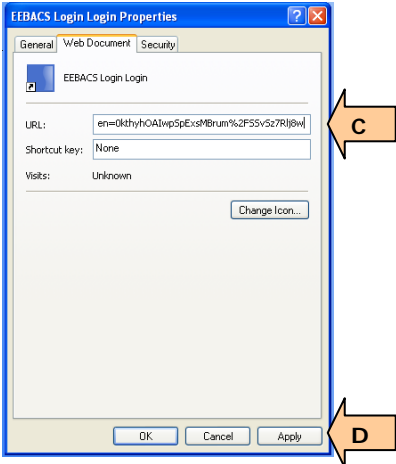 EEBACS Login Login Properties
General Web Document Security
EEBACS Login Login
URL: en=0kthyhOAIwpSpExsMBrum%2FS5vSz7Rlj8w
C
Shortcut key: None
Visits: Unknown
Change Icon...
OK Cancel Apply
D